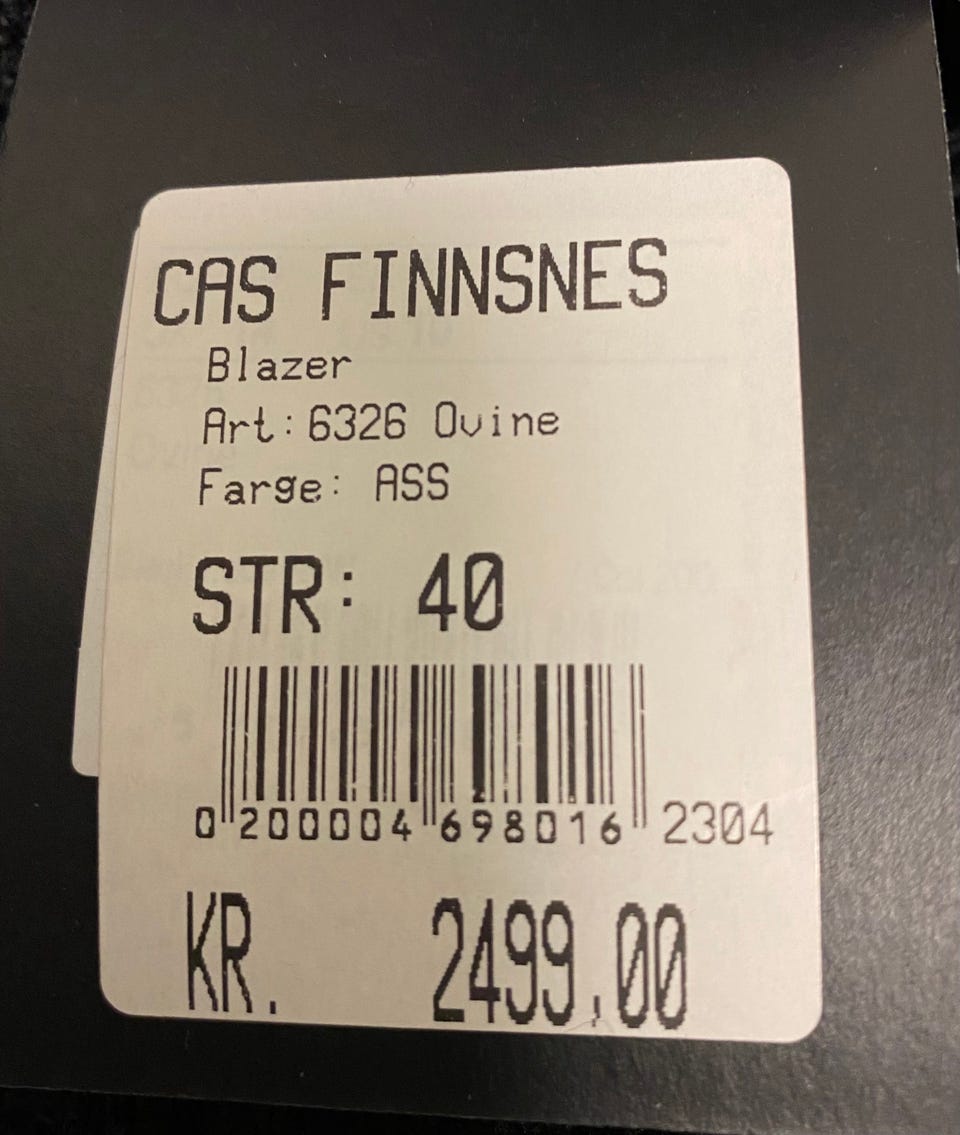 CAS FINNSNES
Blazer
Art:6326 Ovine
Farge: ASS
STR: 40
0 200004 698016 2304
KR. 2499,00